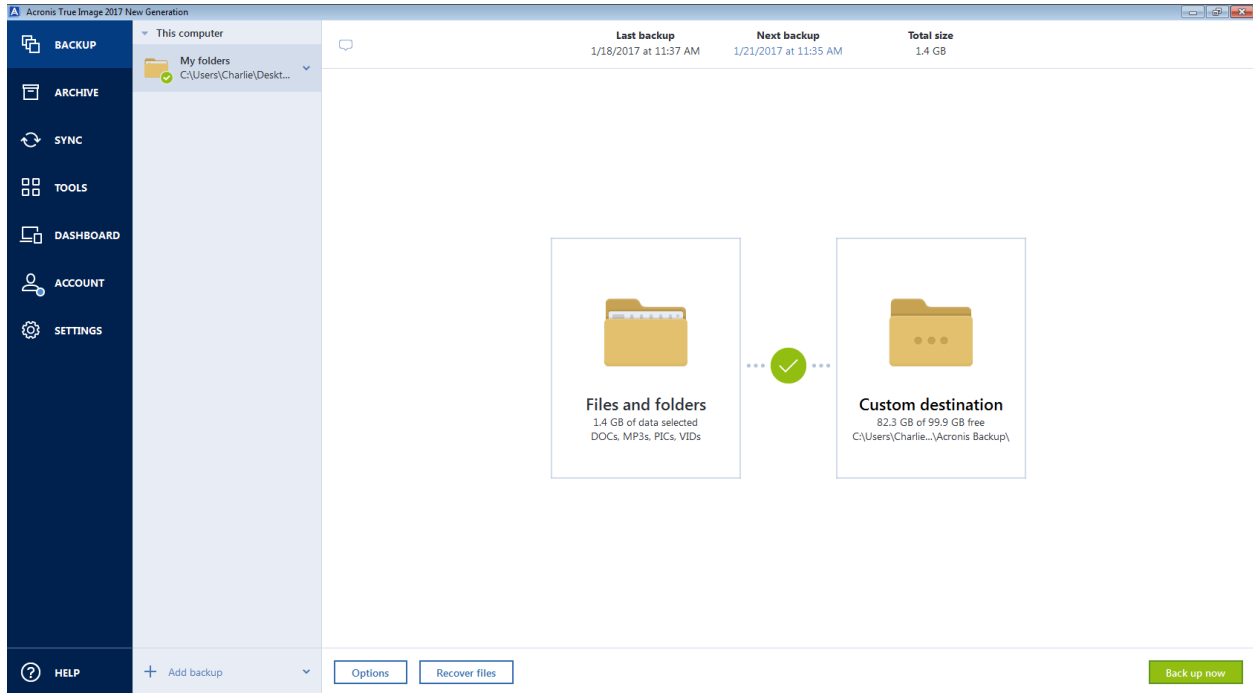 Acronis True Image 2017 New Generation
BACKUP
ARCHIVE
SYNC
TOOLS
DASHBOARD
ACCOUNT
SETTINGS
HELP
This computer
My folders
C:\Users\Charlie\Deskt...
Add backup
Last backup
1/18/2017 at 11:37 AM
Next backup
1/21/2017 at 11:35 AM
Total size
1.4 GB
Files and folders
1.4 GB of data selected
DOCs, MP3s, PICs, VIDs
Custom destination
82.3 GB of 99.9 GB free
C:\Users\Charlie...\Acronis Backup\
Options
Recover files
Back up now